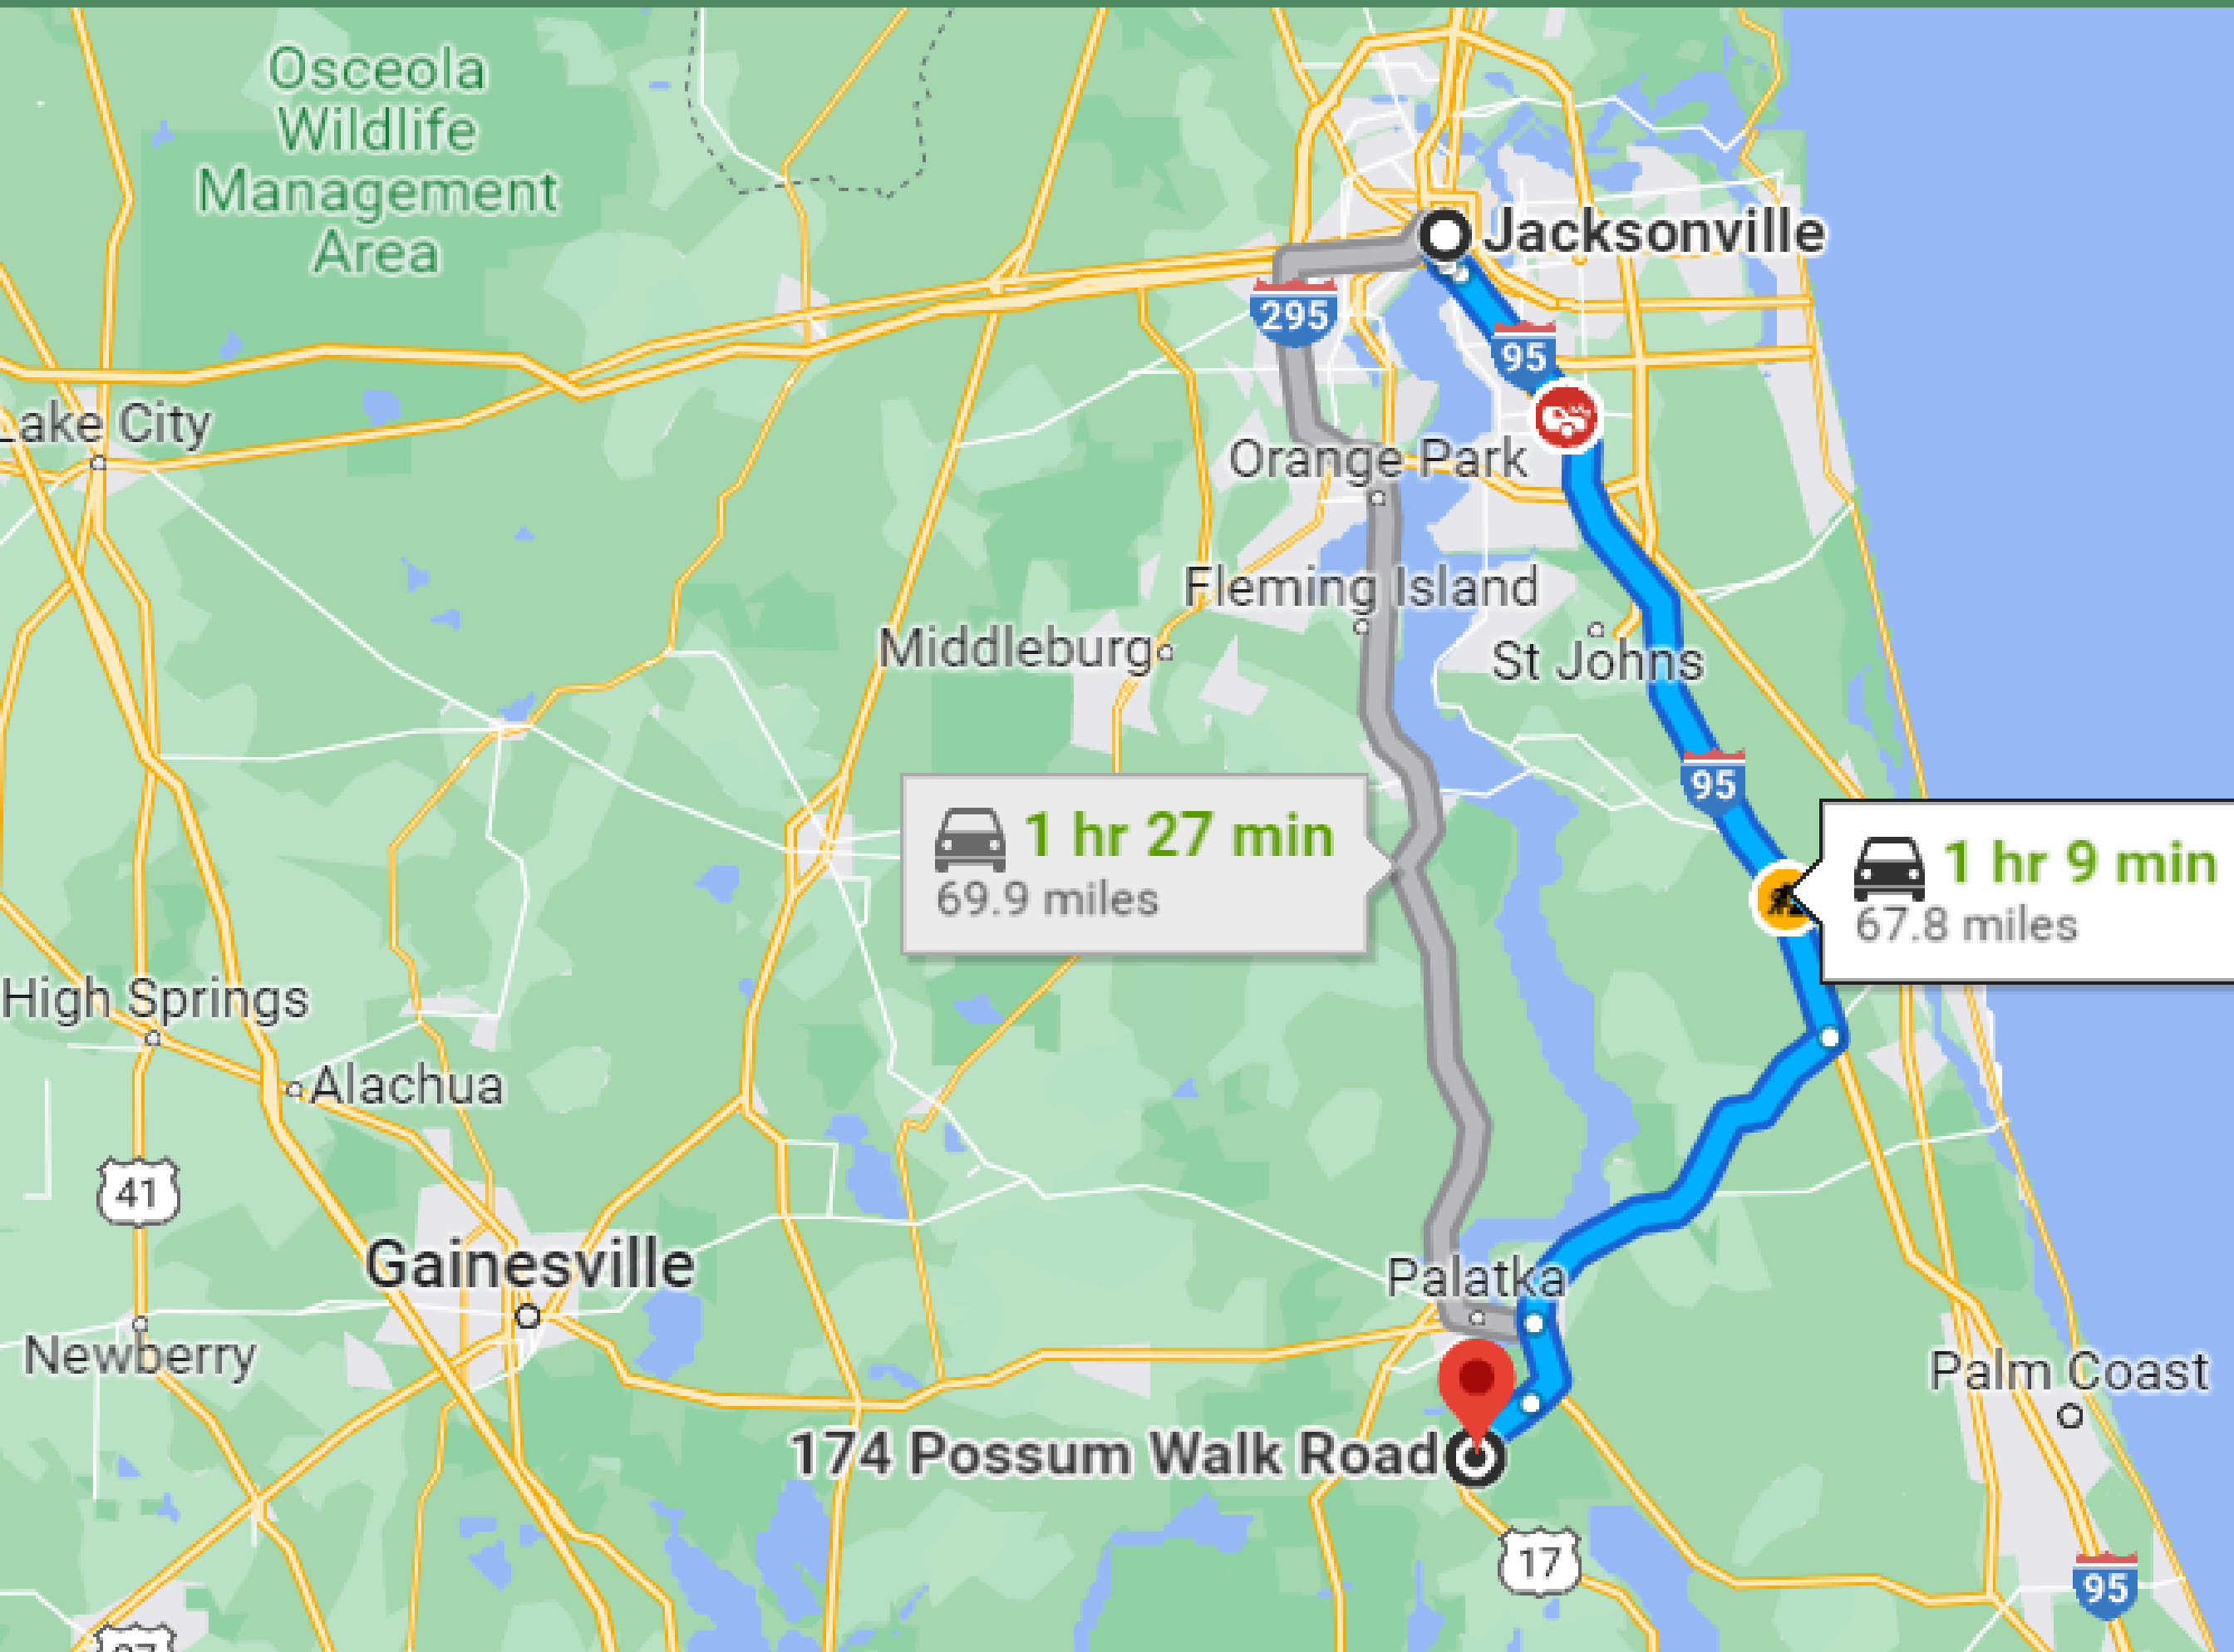 Osceola
Wildlife
Management
Area
Jacksonville
295
95
Lake City
Orange Park
Fleming Island
Middleburg
St Johns
95
1 hr 27 min
69.9 miles
1 hr 9 min
67.8 miles
High Springs
Alachua
41
Gainesville
Palatka
Newberry
Palm Coast
174 Possum Walk Road
17
95